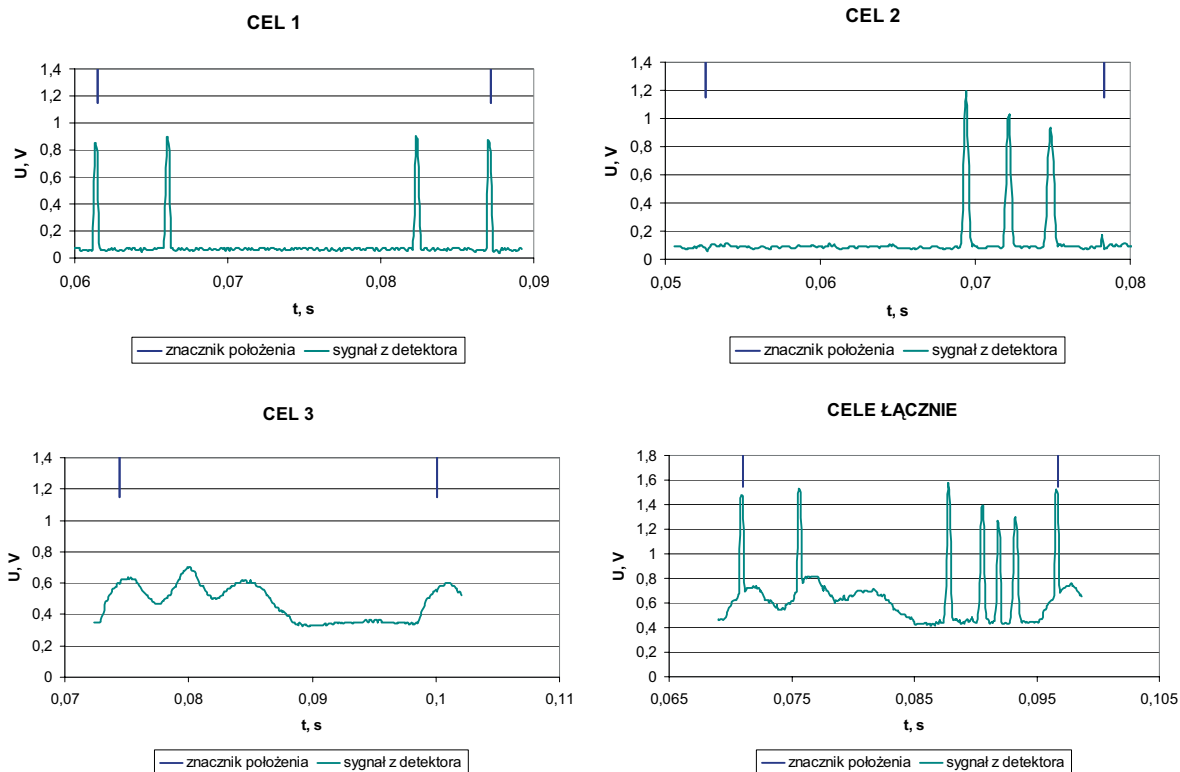 CEL 1
1,4
1,2
1
0,8
0,6
0,4
0,2
0
U, V
0,06
0,07
0,08
0,09
t, s
znacznik położenia
sygnał z detektora
CEL 2
1,4
1,2
1
0,8
0,6
0,4
0,2
0
U, V
0,05
0,06
0,07
0,08
t, s
znacznik położenia
sygnał z detektora
CEL 3
1,4
1,2
1
0,8
0,6
0,4
0,2
0
U, V
0,07
0,08
0,09
0,1
0,11
t, s
znacznik położenia
sygnał z detektora
CELE ŁĄCZNIE
1,8
1,6
1,4
1,2
1
0,8
0,6
0,4
0,2
0
U, V
0,065
0,075
0,085
0,095
0,105
t, s
znacznik położenia
sygnał z detektora